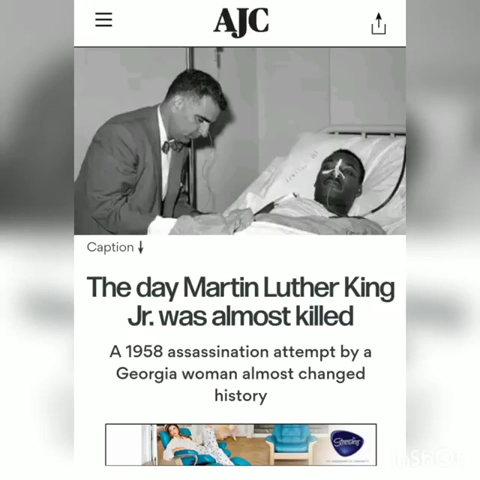 AJC
Caption
The day Martin Luther King
Jr. was almost killed
A 1958 assassination attempt by a
Georgia woman almost changed
history